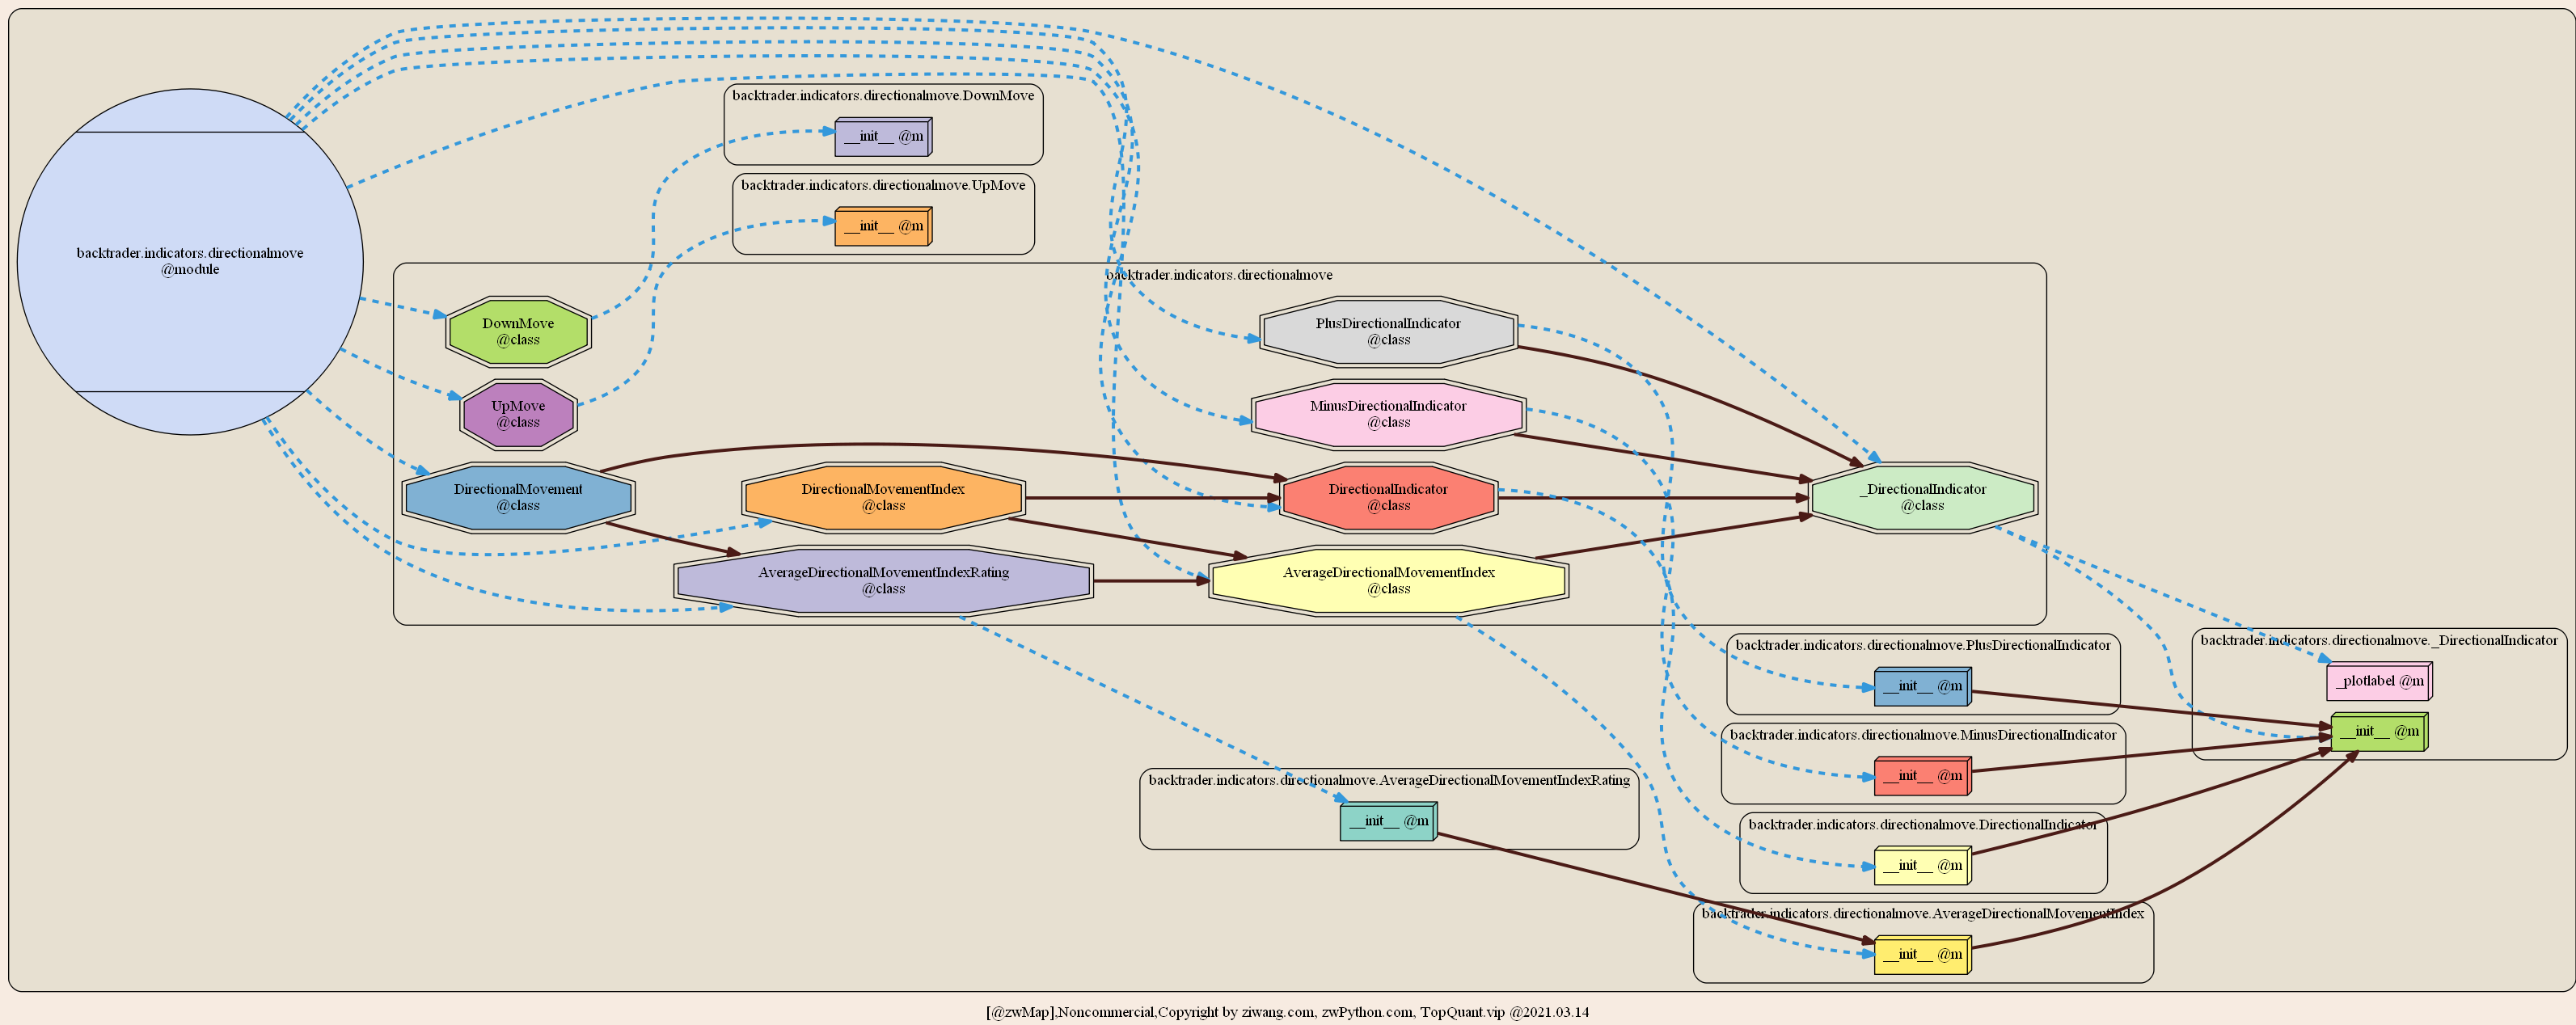 backtrader.indicators.directionalmove
@module
backtrader.indicators.directionalmove.DownMove
__init__ @m
backtrader.indicators.directionalmove.UpMove
__init__ @m
backtrader.indicators.directionalmove
DownMove
@class
PlusDirectionalIndicator
@class
UpMove
@class
MinusDirectionalIndicator
@class
DirectionalMovement
@class
DirectionalMovementIndex
@class
DirectionalIndicator
@class
_DirectionalIndicator
@class
AverageDirectionalMovementIndexRating
@class
AverageDirectionalMovementIndex
@class
backtrader.indicators.directionalmove.PlusDirectionalIndicator
__init__ @m
backtrader.indicators.directionalmove._DirectionalIndicator
_plotlabel @m
__init__ @m
backtrader.indicators.directionalmove.MinusDirectionalIndicator
__init__ @m
backtrader.indicators.directionalmove.AverageDirectionalMovementIndexRating
__init__ @m
backtrader.indicators.directionalmove.DirectionalIndicator
__init__ @m
backtrader.indicators.directionalmove.AverageDirectionalMovementIndex
__init__ @m
[@zwMap],Noncommercial,Copyright by ziwang.com, zwPython.com, TopQuant.vip @2021.03.14